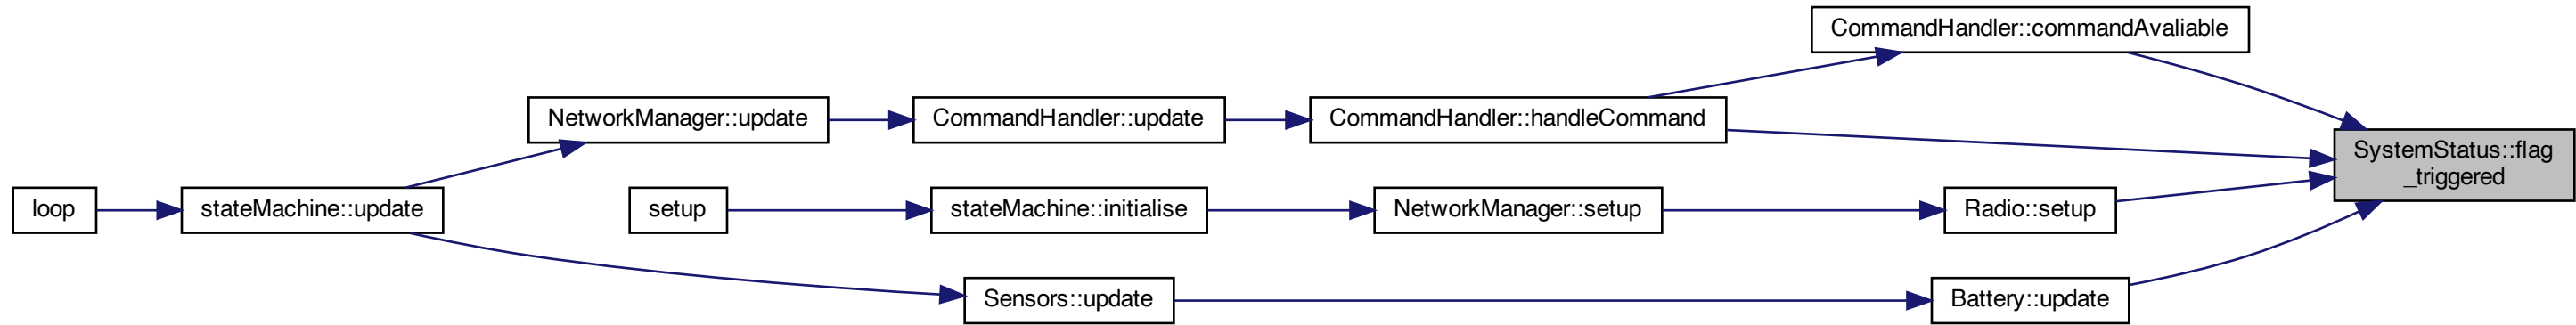 CommandHandler::commandAvaliable
NetworkManager::update
CommandHandler::update
CommandHandler::handleCommand
SystemStatus::flag
_triggered
loop
stateMachine::update
setup
stateMachine::initialise
NetworkManager::setup
Radio::setup
Sensors::update
Battery::update